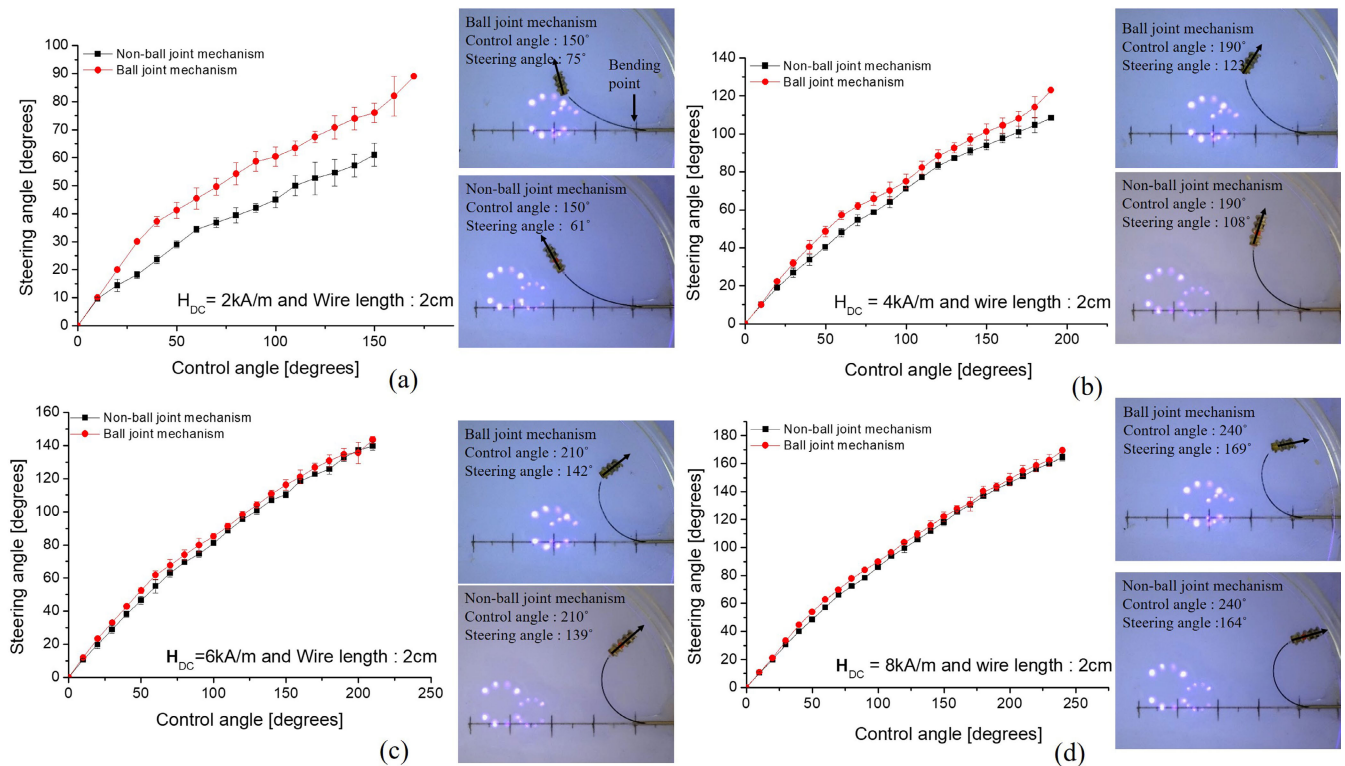 Non-ball joint mechanism
Ball joint mechanism
Steering angle [degrees]
100
90
80
70
60
50
40
30
20
10
0
0
50
100
150
Control angle [degrees]
H_DC = 2kA/m and Wire length : 2cm
(a)
Ball joint mechanism
Control angle : 150°
Steering angle : 75°
Bending
point
Non-ball joint mechanism
Control angle : 150°
Steering angle : 61°
Non-ball joint mechanism
Ball joint mechanism
Steering angle [degrees]
140
120
100
80
60
40
20
0
0
50
100
150
200
Control angle [degrees]
H_DC = 4kA/m and wire length : 2cm
(b)
Ball joint mechanism
Control angle : 190°
Steering angle : 123
Non-ball joint mechanism
Control angle : 190°
Steering angle : 108°
Non-ball joint mechanism
Ball joint mechanism
Steering angle [degrees]
160
140
120
100
80
60
40
20
0
0
50
100
150
200
250
Control angle [degrees]
H_DC =6kA/m and Wire length : 2cm
(c)
Ball joint mechanism
Control angle : 210°
Steering angle : 142°
Non-ball joint mechanism
Control angle : 210°
Steering angle : 139°
Non-ball joint mechanism
Ball joint mechanism
Steering angle [degrees]
180
160
140
120
100
80
60
40
20
0
0
50
100
150
200
250
Control angle [degrees]
H_DC = 8kA/m and wire length : 2cm
(d)
Ball joint mechanism
Control angle : 240°
Steering angle : 169°
Non-ball joint mechanism
Control angle : 240°
Steering angle :164°